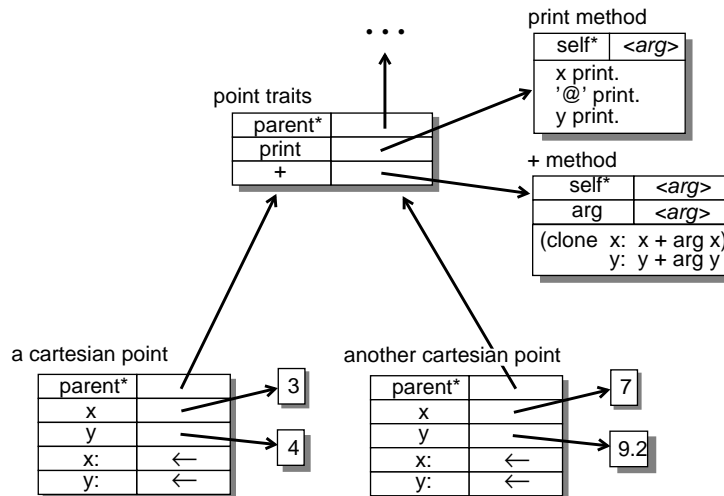 • • •
print method
self* <arg>
x print.
'@' print.
y print.
point traits
parent*
print
+
+ method
self* <arg>
arg <arg>
(clone x: x + arg x)
y: y + arg y
a cartesian point
parent*
x 3
y 4
x: ←
y: ←
another cartesian point
parent*
x 7
y 9.2
x: ←
y: ←